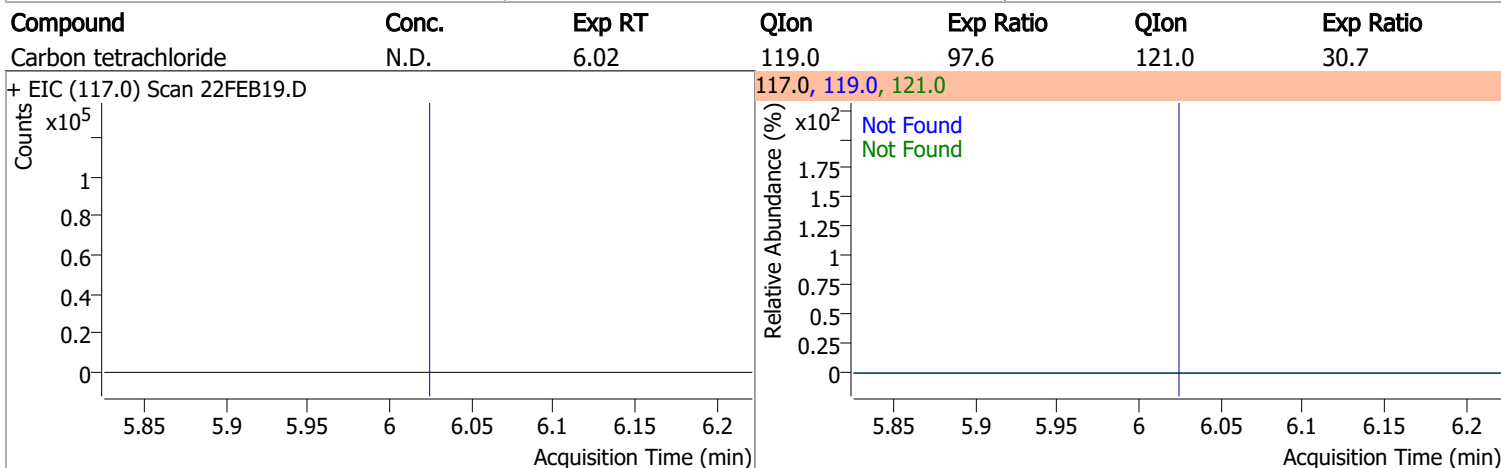 Compound Conc. Exp RT QIon Exp Ratio QIon Exp Ratio
Carbon tetrachloride N.D. 6.02 119.0 97.6 121.0 30.7
+ EIC (117.0) Scan 22FEB19.D
Counts
x10^5
1
0.8
0.6
0.4
0.2
0
5.85 5.9 5.95 6 6.05 6.1 6.15 6.2
Acquisition Time (min)
117.0, 119.0, 121.0
Relative Abundance (%)
x10^2
Not Found
Not Found
1.75
1.5
1.25
1
0.75
0.5
0.25
0
5.85 5.9 5.95 6 6.05 6.1 6.15 6.2
Acquisition Time (min)